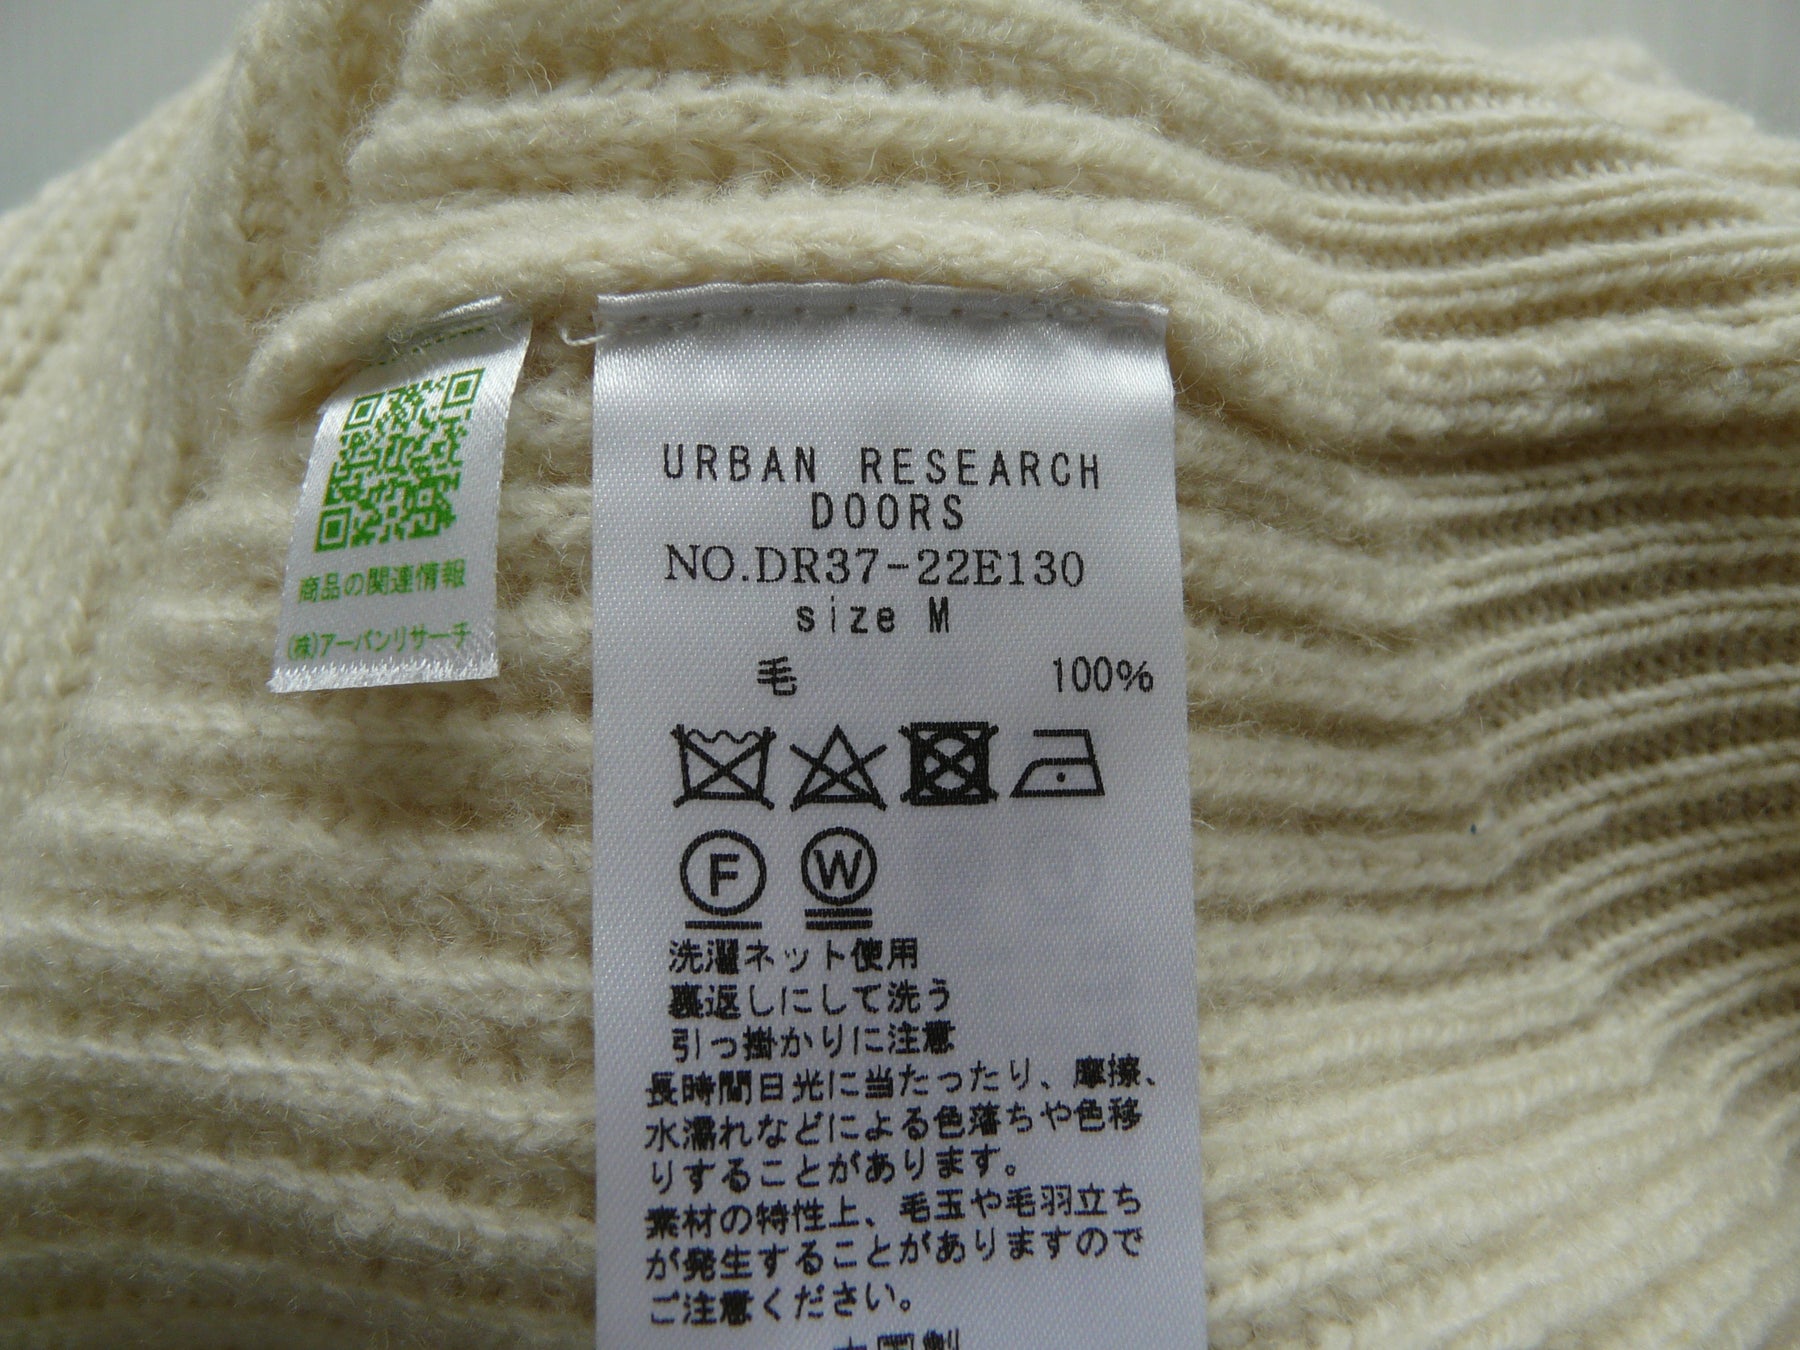 商品の関連情報
(株)アーバンリサーチ
URBAN RESEARCH
DOORS
NO.DR37-22E130
size M
毛 100%
F W
洗濯ネット使用
裏返しにして洗う
引っ掛かりに注意
長時間日光に当たったり、摩擦、
水濡れなどによる色落ちや色移
りすることがあります。
素材の特性上、毛玉や毛羽立ち
が発生することがありますので
ご注意ください。